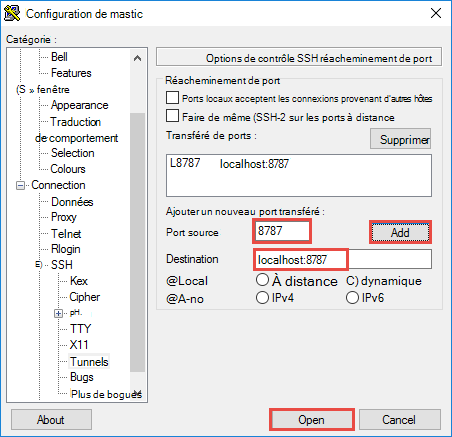 Configuration de mastic
Catégorie :
Bell
Features
(S » fenêtre
Appearance
Traduction
de comportement
Selection
Colours
Connection
Données
Proxy
Telnet
Rlogin
E) SSH
Kex
Cipher
pH.
TTY
X11
Tunnels
Bugs
Plus de bogues
Options de contrôle SSH réacheminement de port
Réacheminement de port
Ports locaux acceptent les connexions provenant d'autres hôtes
Faire de même (SSH-2 sur les ports à distance
Transféré de ports :
Supprimer
L8787 localhost:8787
Ajouter un nouveau port transféré :
Port source 8787 Add
Destination localhost:8787
@Local À distance C) dynamique
@A-no IPv4 IPv6
About Open Cancel